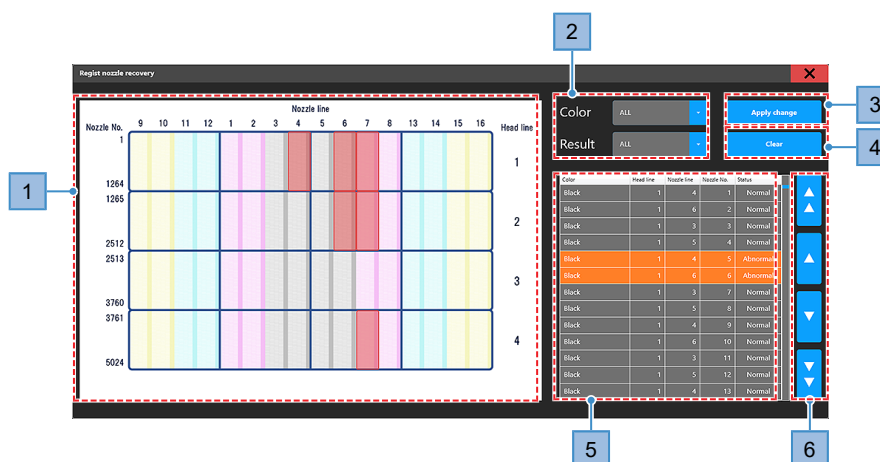 2
Regist nozzle recovery
Nozzle line
Nozzle No. 9 10 11 12 1 2 3 4 5 6 7 8 13 14 15 16 Head line
1
1
1264
1265
2
2512
2513
3
3760
3761
4
5024
1
Color ALL
Result ALL
Apply change
3
Clear
4
Color Head line Nozzle line Nozzle No. Status
Black 1 4 1 Normal
Black 1 6 2 Normal
Black 1 3 3 Normal
Black 1 5 4 Normal
Black 1 4 5 Abnormal
Black 1 6 6 Abnormal
Black 1 3 7 Normal
Black 1 5 8 Normal
Black 1 4 9 Normal
Black 1 6 10 Normal
Black 1 3 11 Normal
Black 1 5 12 Normal
Black 1 4 13 Normal
5
6